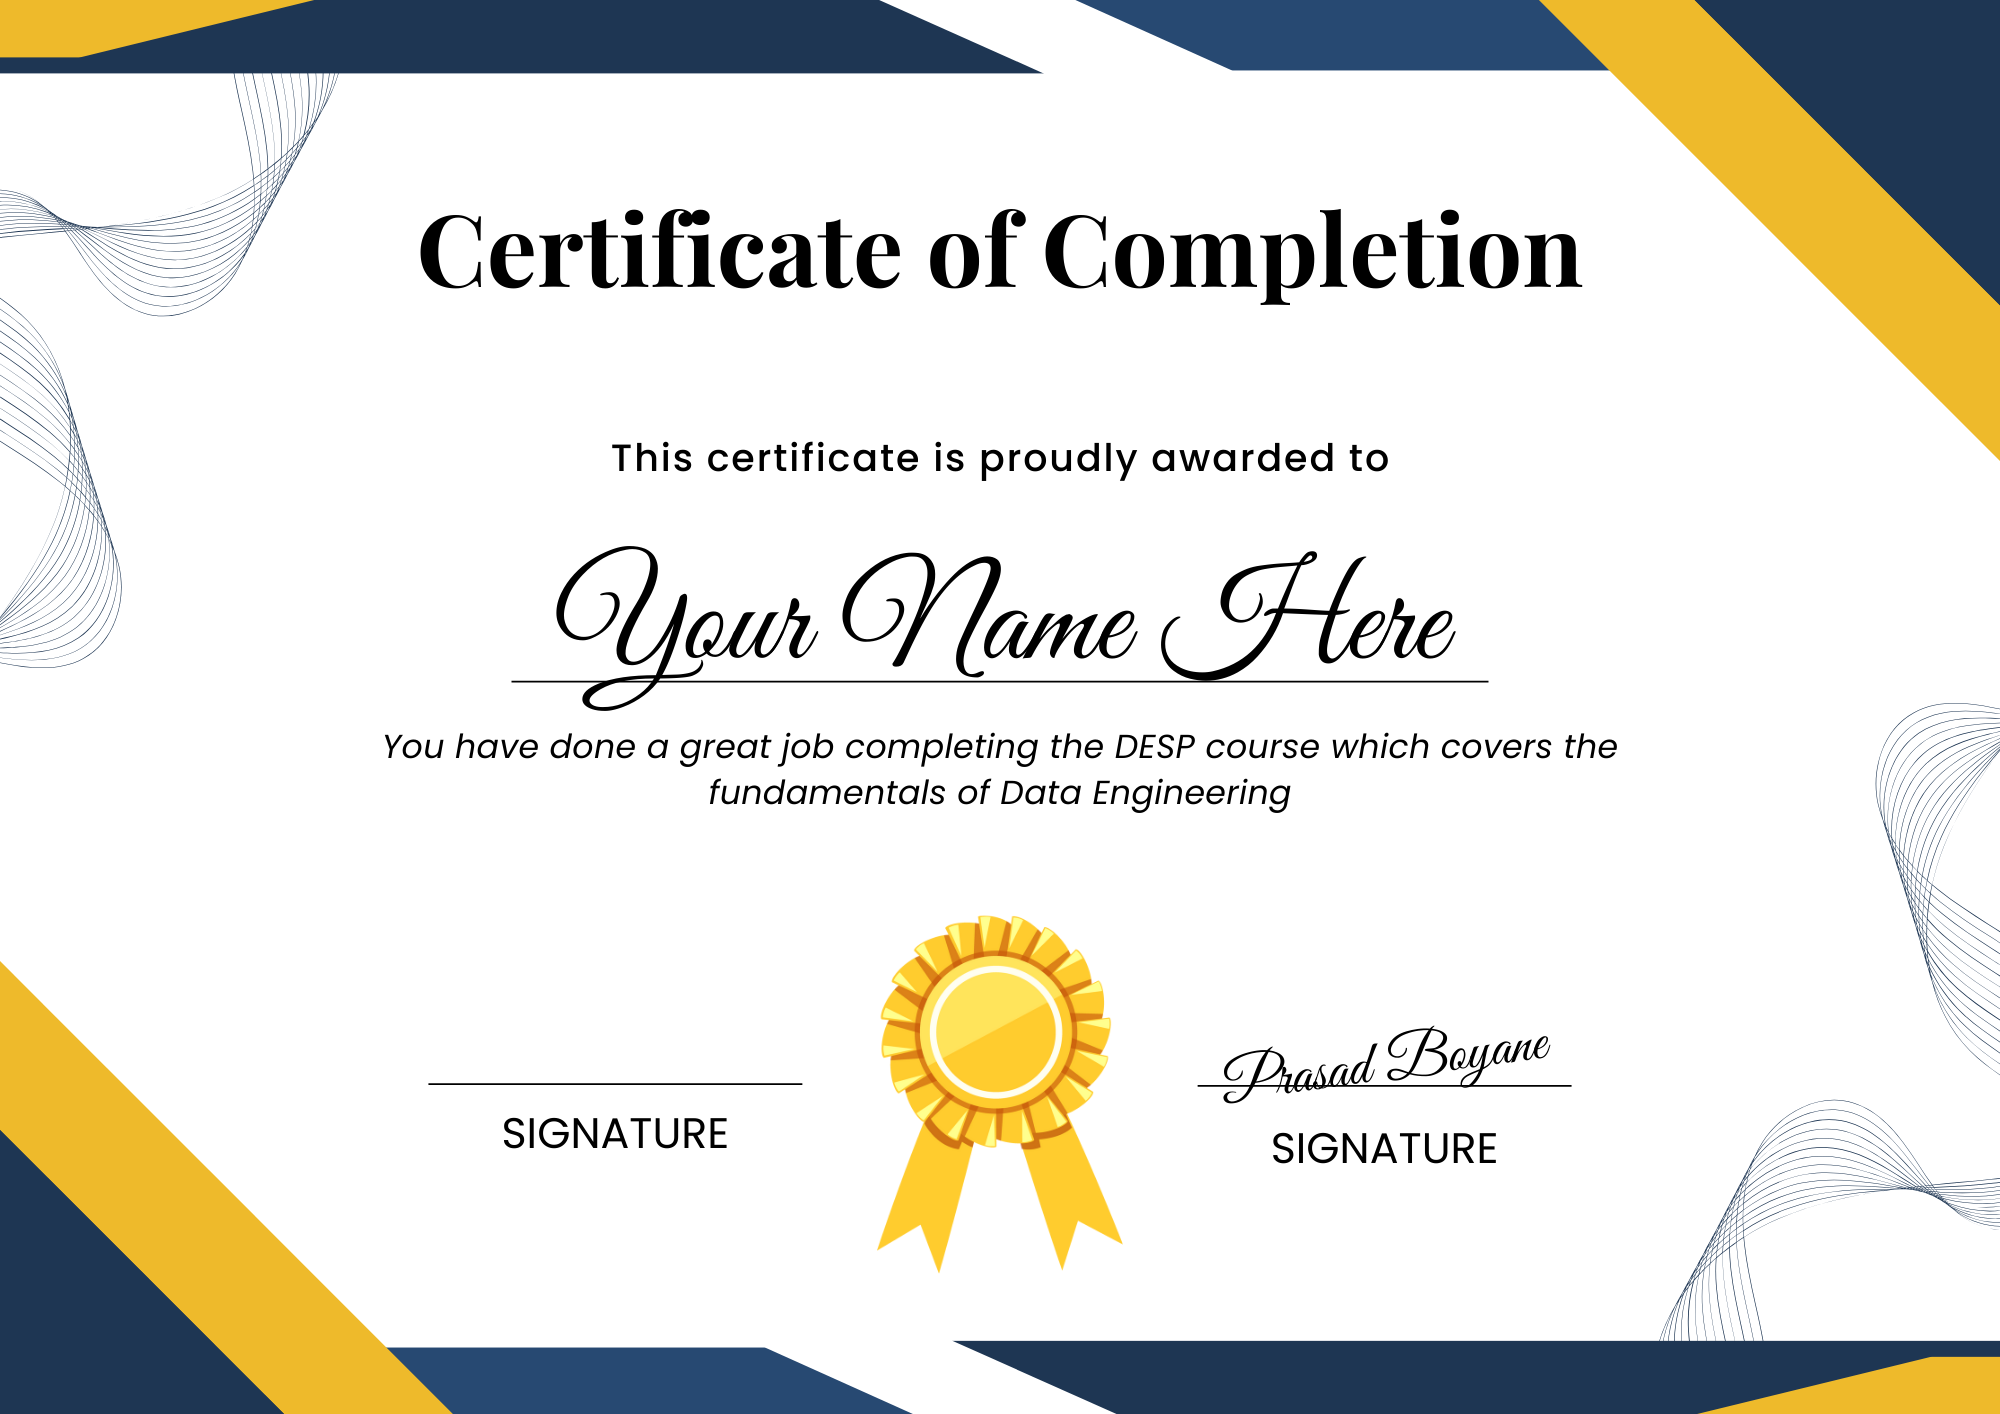 Certificate of Completion
This certificate is proudly awarded to
Your Name Here
You have done a great job completing the DESP course which covers the
fundamentals of Data Engineering
Prasad Boyane
SIGNATURE
SIGNATURE